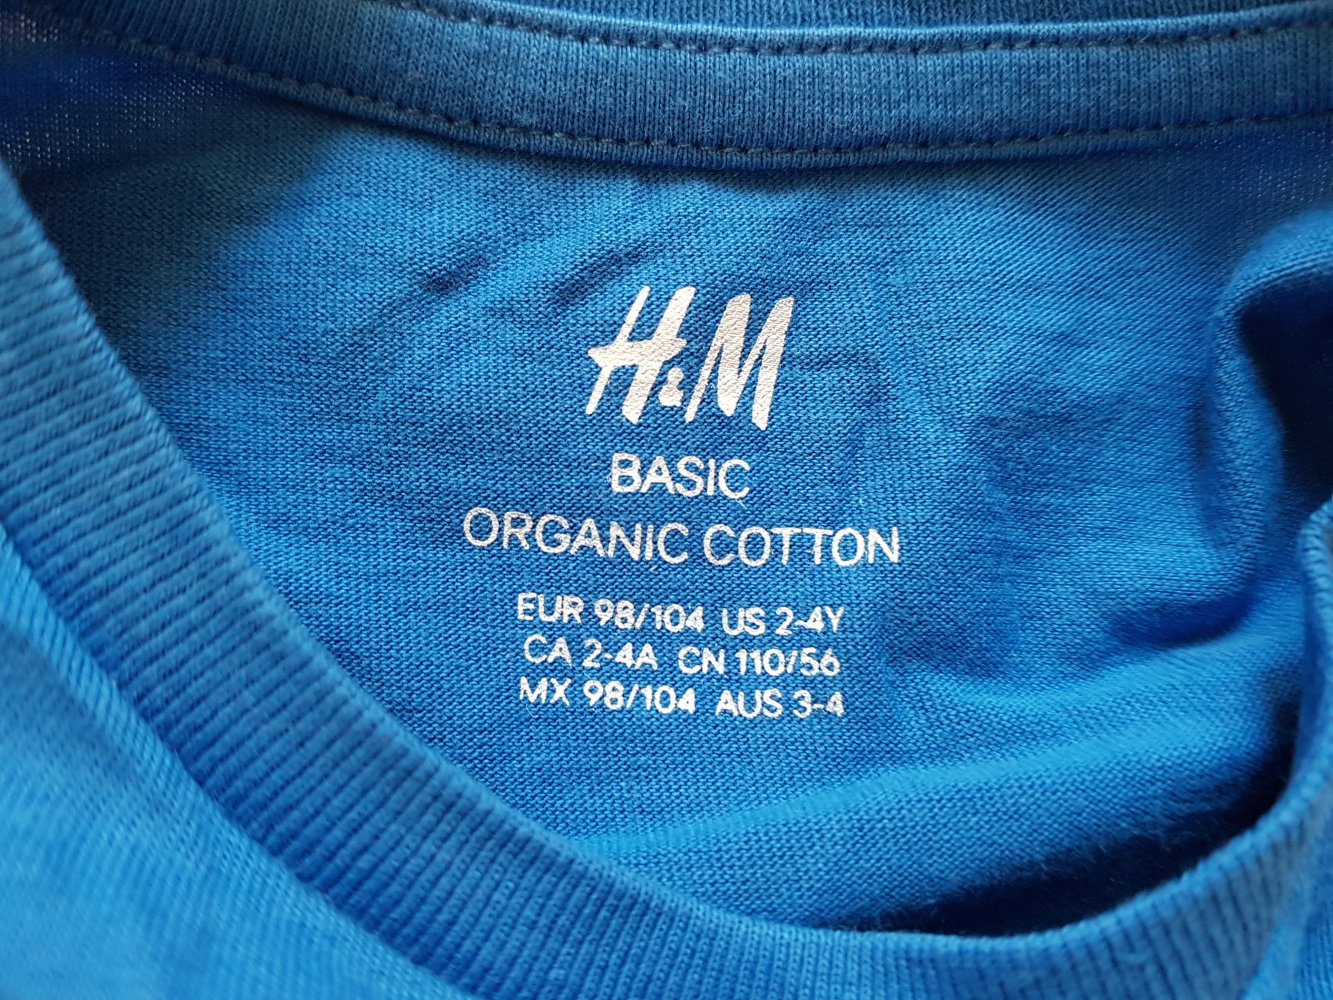 H&M
BASIC
ORGANIC COTTON
EUR 98/104 US 2-4Y
CA 2-4A CN 110/56
MX 98/104 AUS 3-4